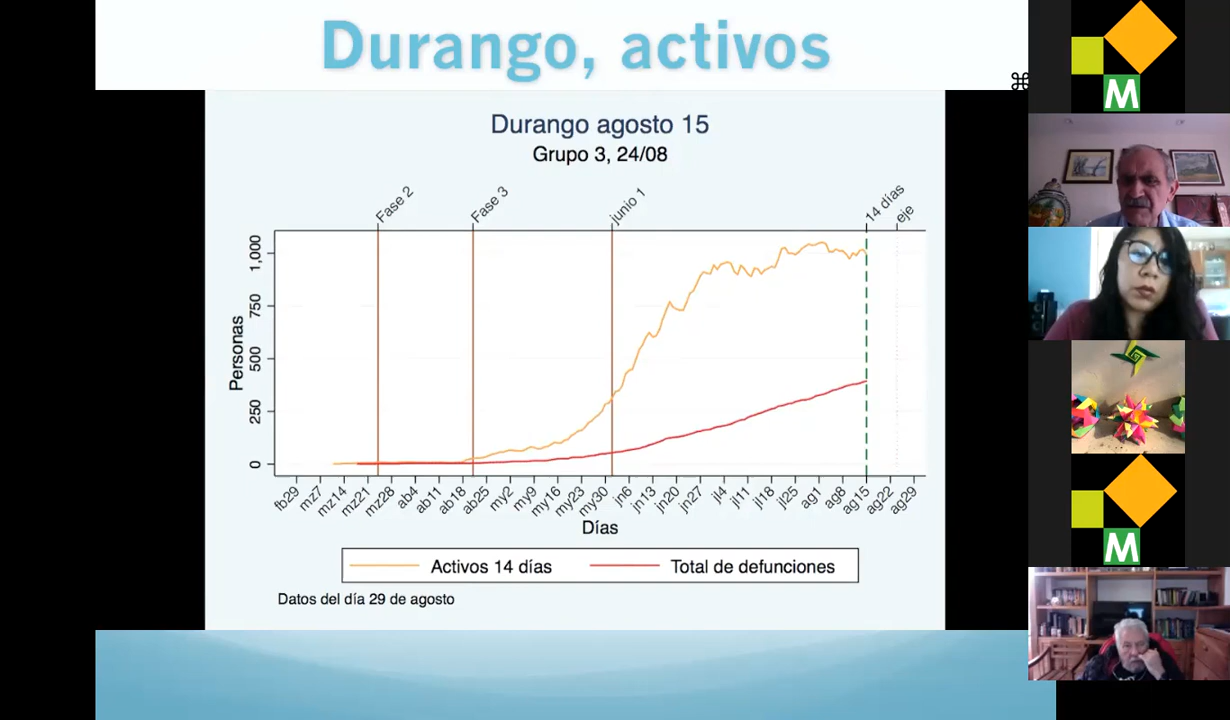 Durango, activos
⌘
Durango agosto 15
Grupo 3, 24/08
Fase 2
Fase 3
junio 1
14 días
eje
Personas
1,000
750
500
250
0
fb29 mz7 mz14 mz21 mz28 ab4 ab11 ab18 ab25 my2 my9 my16 my23 my30 jn6 jn13 jn20 jn27 jl4 jl11 jl18 jl25 ag1 ag8 ag15 ag22 ag29
Días
Activos 14 días Total de defunciones
Datos del día 29 de agosto
M
M